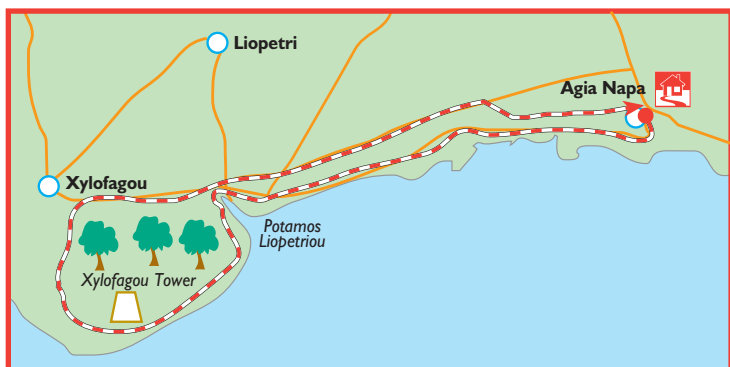 Liopetri
Agia Napa
Xylofagou
Potamos
Liopetriou
Xylofagou Tower